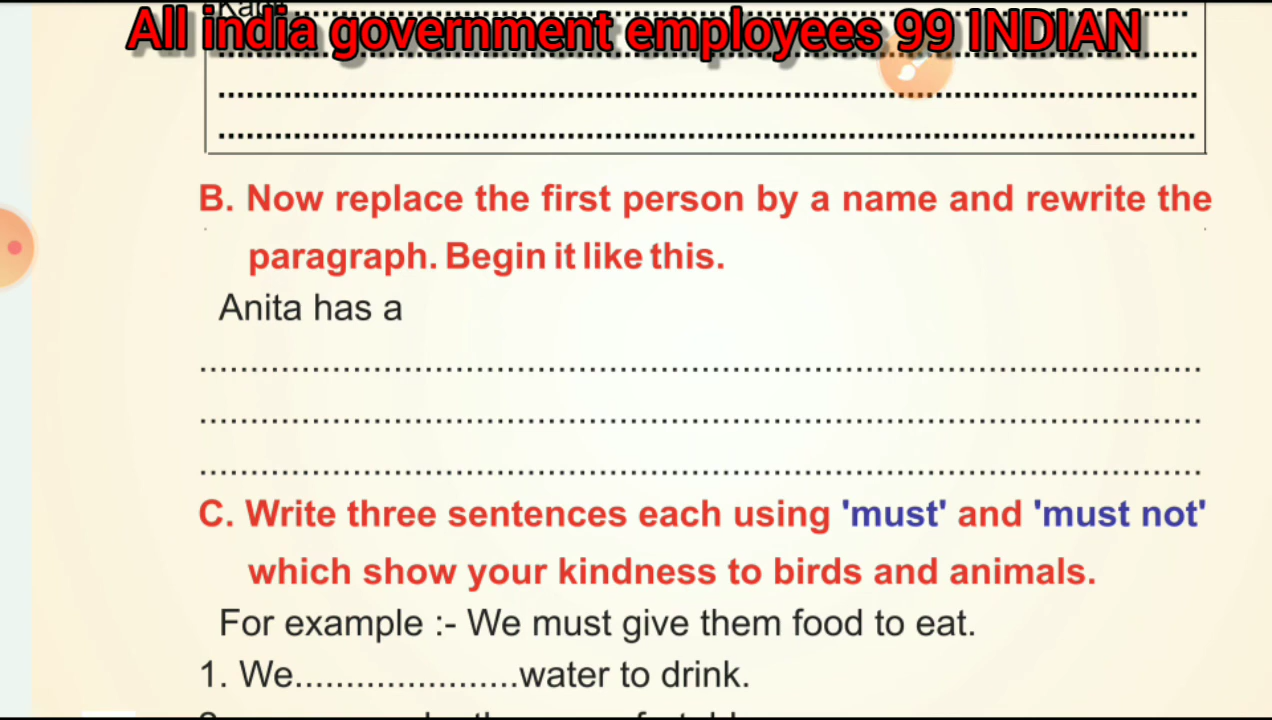 All india government employees 99 INDIAN
B. Now replace the first person by a name and rewrite the
paragraph. Begin it like this.
Anita has a
................................................................................................
................................................................................................
................................................................................................
C. Write three sentences each using 'must' and 'must not'
which show your kindness to birds and animals.
For example :- We must give them food to eat.
1. We......................water to drink.